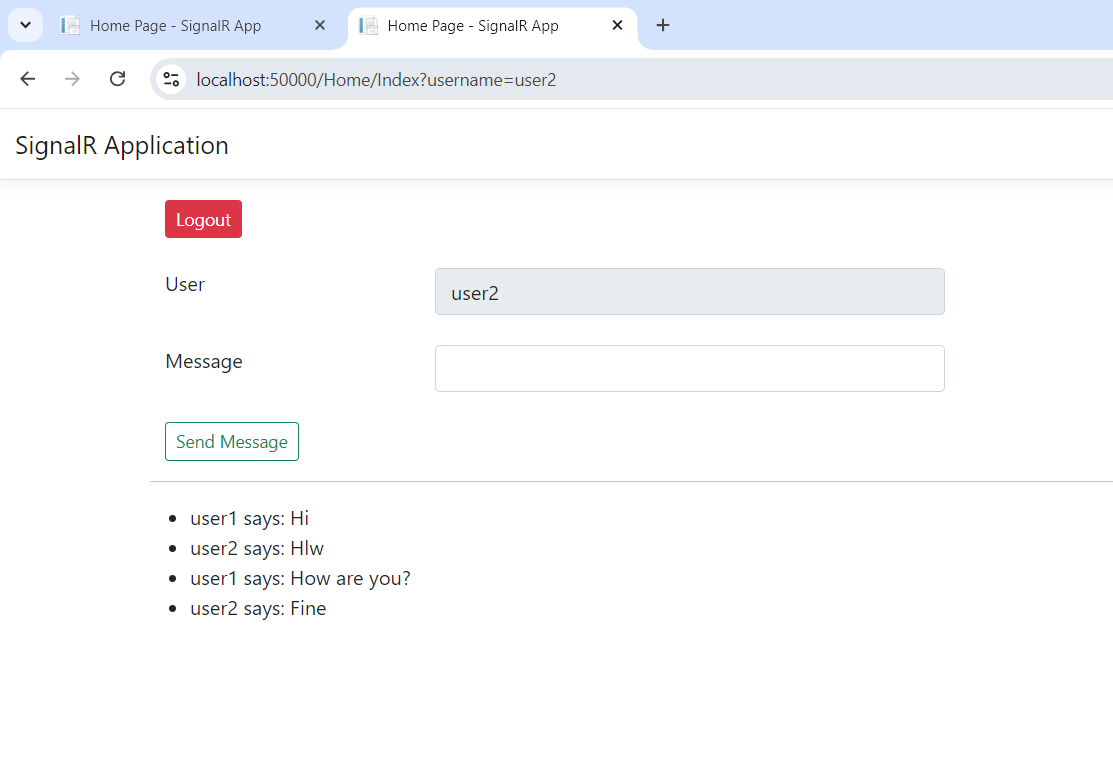 Home Page - SignalR App
Home Page - SignalR App
localhost:50000/Home/Index?username=user2
SignalR Application
Logout
User
user2
Message
Send Message
user1 says: Hi
user2 says: Hlw
user1 says: How are you?
user2 says: Fine